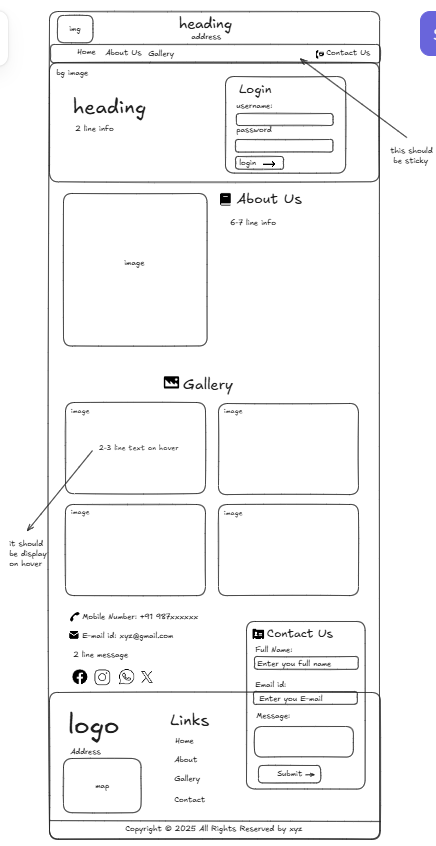 img
heading
address
Home About Us Gallery
Contact Us
bg image
heading
2 line info
Login
username:
password
login
this should
be sticky
About Us
6-7 line info
image
Gallery
image
2-3 line text on hover
image
it should
be display
on hover
image
image
Mobile Number: +91 987xxxxxxx
E-mail id: xyz@gmail.com
2 line message
Contact Us
Full Name:
Enter you full name
Email id:
Enter you E-mail
Message:
Submit
logo
Address
map
Links
Home
About
Gallery
Contact
Copyright © 2025 All Rights Reserved by xyz